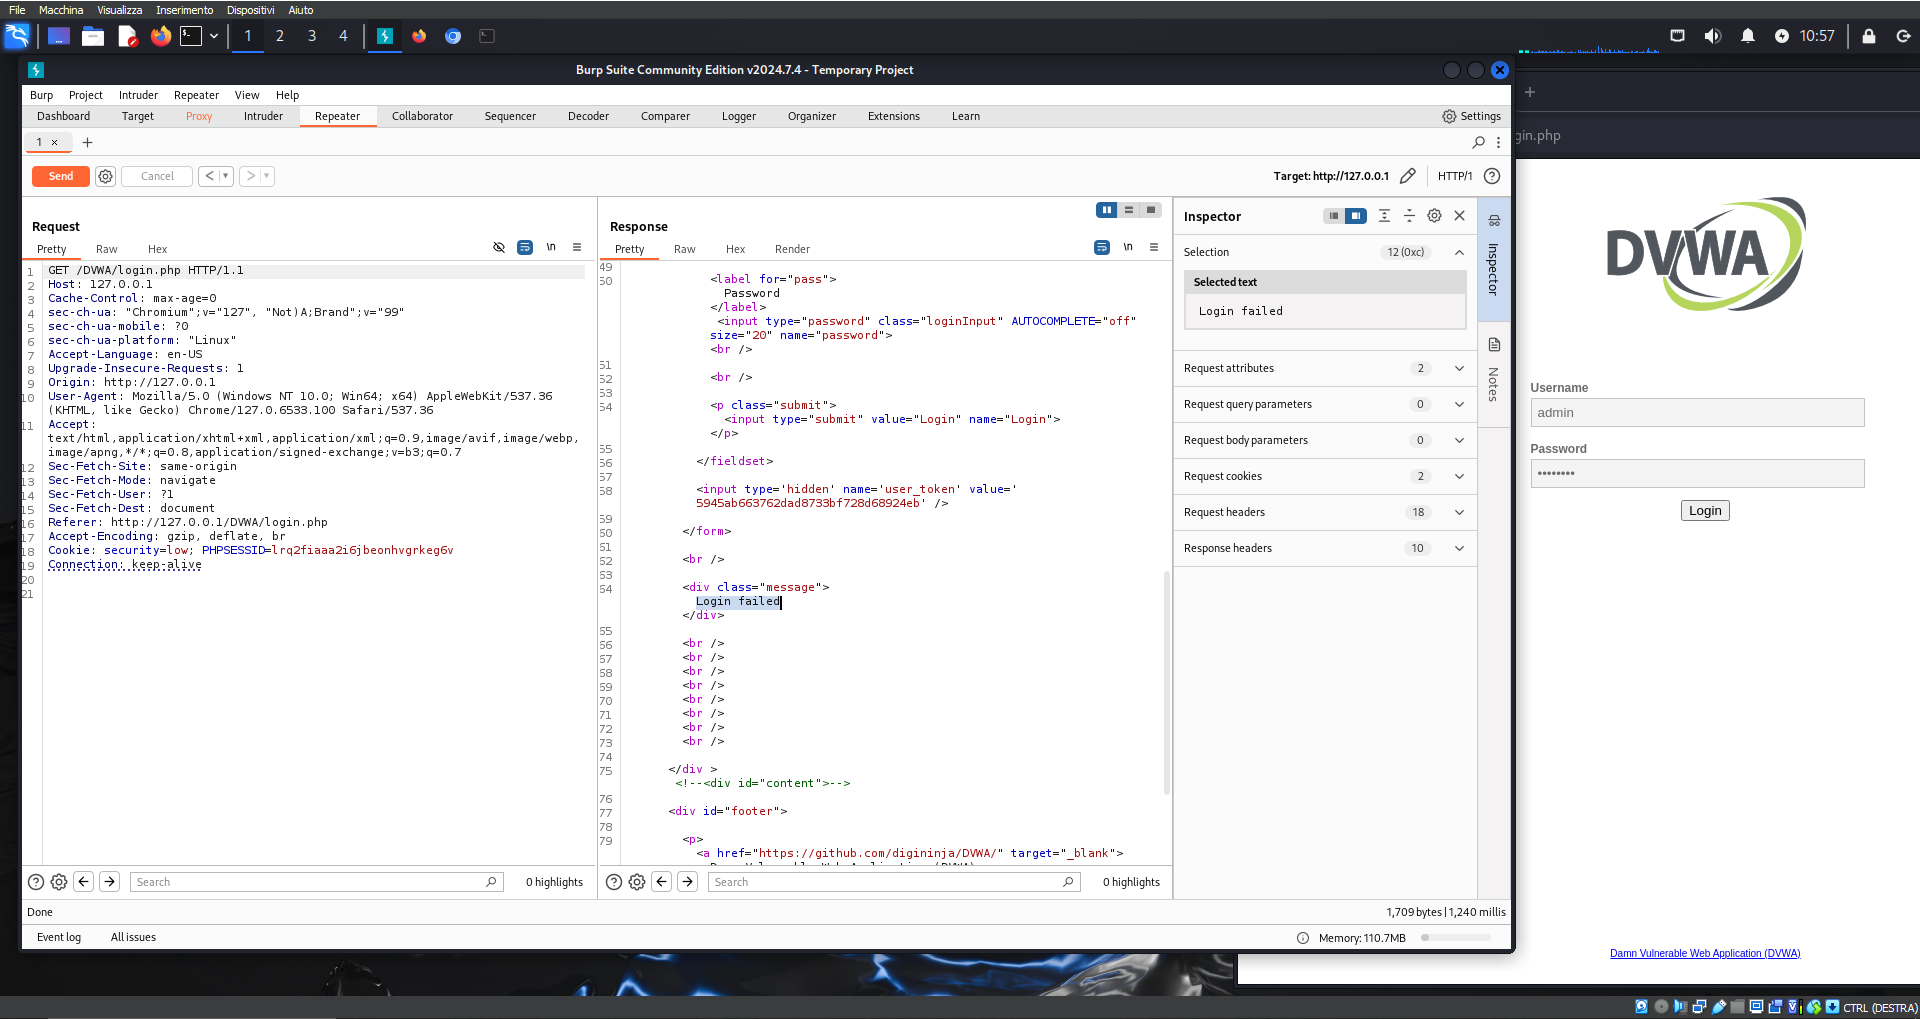 File Macchina Visualizza Inserimento Dispositivi Aiuto
1 2 3 4
10:57
Burp Suite Community Edition v2024.7.4 - Temporary Project
Burp Project Intruder Repeater View Help
Dashboard Target Proxy Intruder Repeater Collaborator Sequencer Decoder Comparer Logger Organizer Extensions Learn Settings
1 × +
Send Cancel < >
Target: http://127.0.0.1 HTTP/1
Request
Pretty Raw Hex \n
1 GET /DVWA/login.php HTTP/1.1
2 Host: 127.0.0.1
3 Cache-Control: max-age=0
4 sec-ch-ua: "Chromium";v="127", "Not)A;Brand";v="99"
5 sec-ch-ua-mobile: ?0
6 sec-ch-ua-platform: "Linux"
7 Accept-Language: en-US
8 Upgrade-Insecure-Requests: 1
9 Origin: http://127.0.0.1
10 User-Agent: Mozilla/5.0 (Windows NT 10.0; Win64; x64) AppleWebKit/537.36
(KHTML, like Gecko) Chrome/127.0.6533.100 Safari/537.36
11 Accept:
text/html,application/xhtml+xml,application/xml;q=0.9,image/avif,image/webp,
image/apng,*/*;q=0.8,application/signed-exchange;v=b3;q=0.7
12 Sec-Fetch-Site: same-origin
13 Sec-Fetch-Mode: navigate
14 Sec-Fetch-User: ?1
15 Sec-Fetch-Dest: document
16 Referer: http://127.0.0.1/DVWA/login.php
17 Accept-Encoding: gzip, deflate, br
18 Cookie: security=low; PHPSESSID=lrq2fiaaa2i6jbeonhvgrkeg6v
19 Connection: keep-alive
20
21
Search 0 highlights
Response
Pretty Raw Hex Render \n
49
50 <label for="pass">
Password
</label>
<input type="password" class="loginInput" AUTOCOMPLETE="off"
size="20" name="password">
<br />
51
52 <br />
53
54 <p class="submit">
<input type="submit" value="Login" name="Login">
</p>
55
56 </fieldset>
57
58 <input type='hidden' name='user_token' value='
5945ab663762dad8733bf728d68924eb' />
59
60 </form>
61
62 <br />
63
64 <div class="message">
Login failed
</div>
65
66 <br />
67 <br />
68 <br />
69 <br />
70 <br />
71 <br />
72 <br />
73 <br />
74
75 </div >
<!--<div id="content">-->
76
77 <div id="footer">
78
79 <p>
<a href="https://github.com/digininja/DVWA/" target="_blank">
Search 0 highlights
Inspector
Selection 12 (0xc)
Selected text
Login failed
Request attributes 2
Request query parameters 0
Request body parameters 0
Request cookies 2
Request headers 18
Response headers 10
Inspector
Notes
Done
1,709 bytes | 1,240 millis
Event log All issues
Memory: 110.7MB
+
gin.php
DVWA
Username
admin
Password
••••••••
Login
Damn Vulnerable Web Application (DVWA)
CTRL (DESTRA)